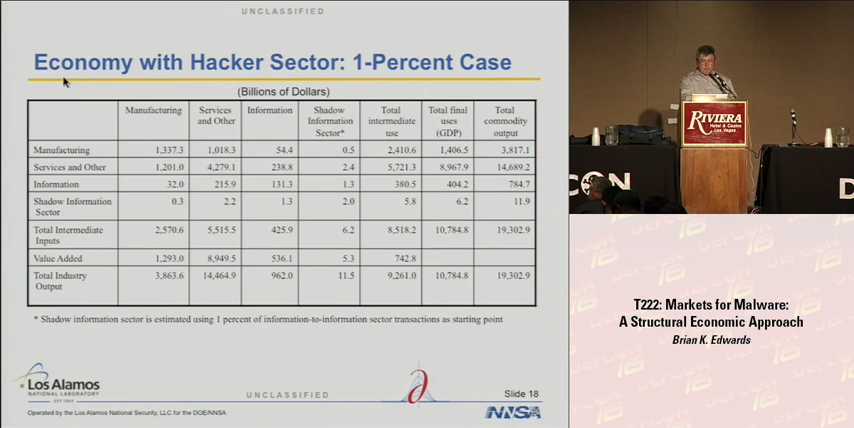 UNCLASSIFIED
Economy with Hacker Sector: 1-Percent Case
(Billions of Dollars)
Manufacturing Services and Other Information Shadow Information Sector* Total intermediate use Total final uses (GDP) Total commodity output
Manufacturing 1,337.3 1,018.3 54.4 0.5 2,410.6 1,406.5 3,817.1
Services and Other 1,201.0 4,279.1 238.8 2.4 5,721.3 8,967.9 14,689.2
Information 32.0 215.9 131.3 1.3 380.5 404.2 784.7
Shadow Information Sector 0.3 2.2 1.3 2.0 5.8 6.2 11.9
Total Intermediate Inputs 2,570.6 5,515.5 425.9 6.2 8,518.2 10,784.8 19,302.9
Value Added 1,293.0 8,949.5 536.1 5.3 742.8
Total Industry Output 3,863.6 14,464.9 962.0 11.5 9,261.0 10,784.8 19,302.9
* Shadow information sector is estimated using 1 percent of information-to-information sector transactions as starting point
Los Alamos
NATIONAL LABORATORY
EST. 1943
UNCLASSIFIED
Slide 18
Operated by the Los Alamos National Security, LLC for the DOE/NNSA
NNSA
RIVIERA
Hotel & Casino
Las Vegas
CON
D
T222: Markets for Malware:
A Structural Economic Approach
Brian K. Edwards